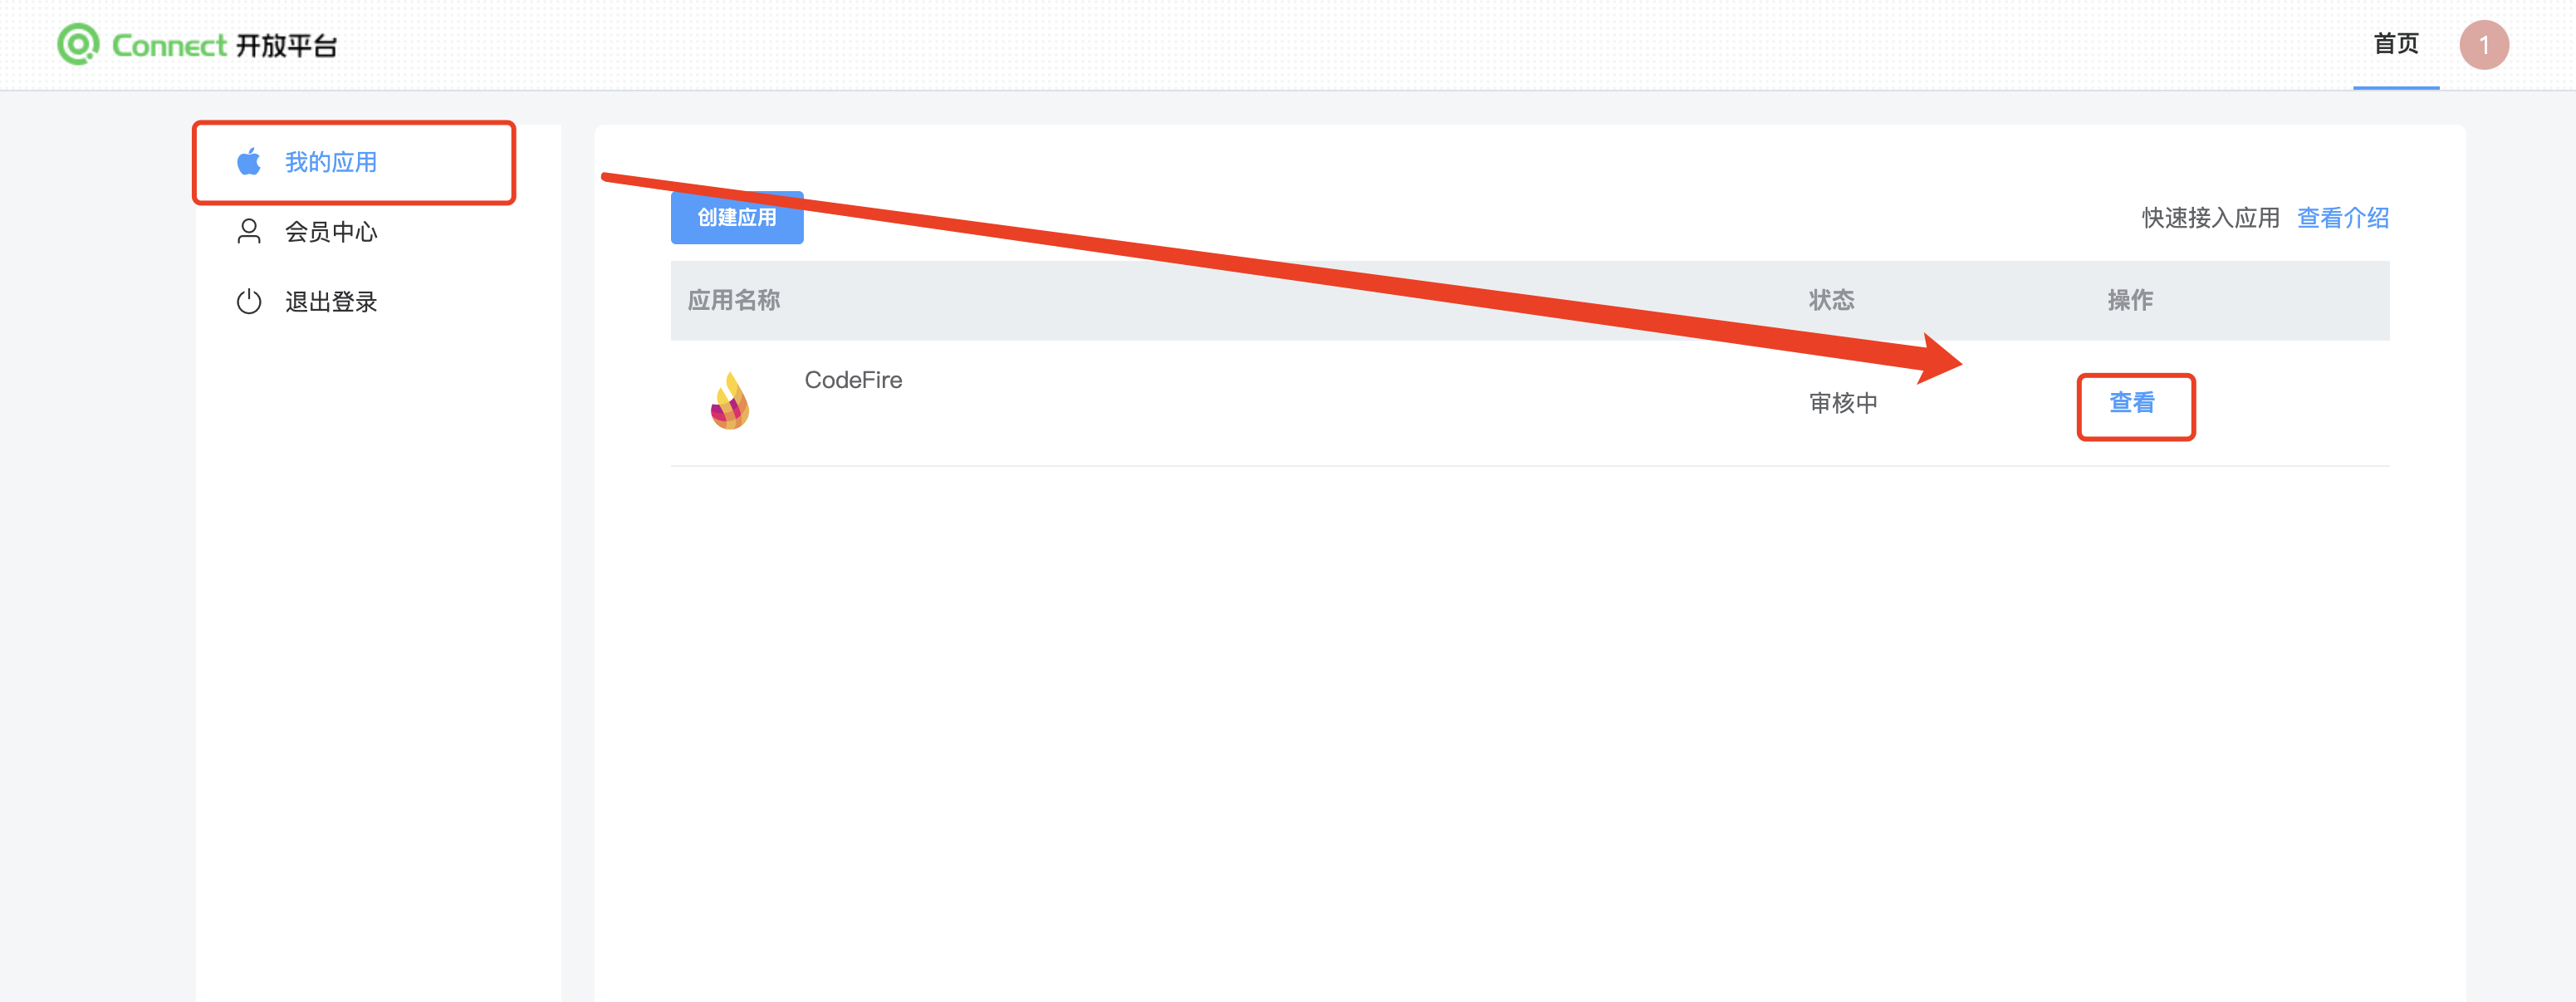 Connect 开放平台
首页
1
我的应用
会员中心
退出登录
创建应用
快速接入应用 查看介绍
应用名称 状态 操作
CodeFire
审核中 查看